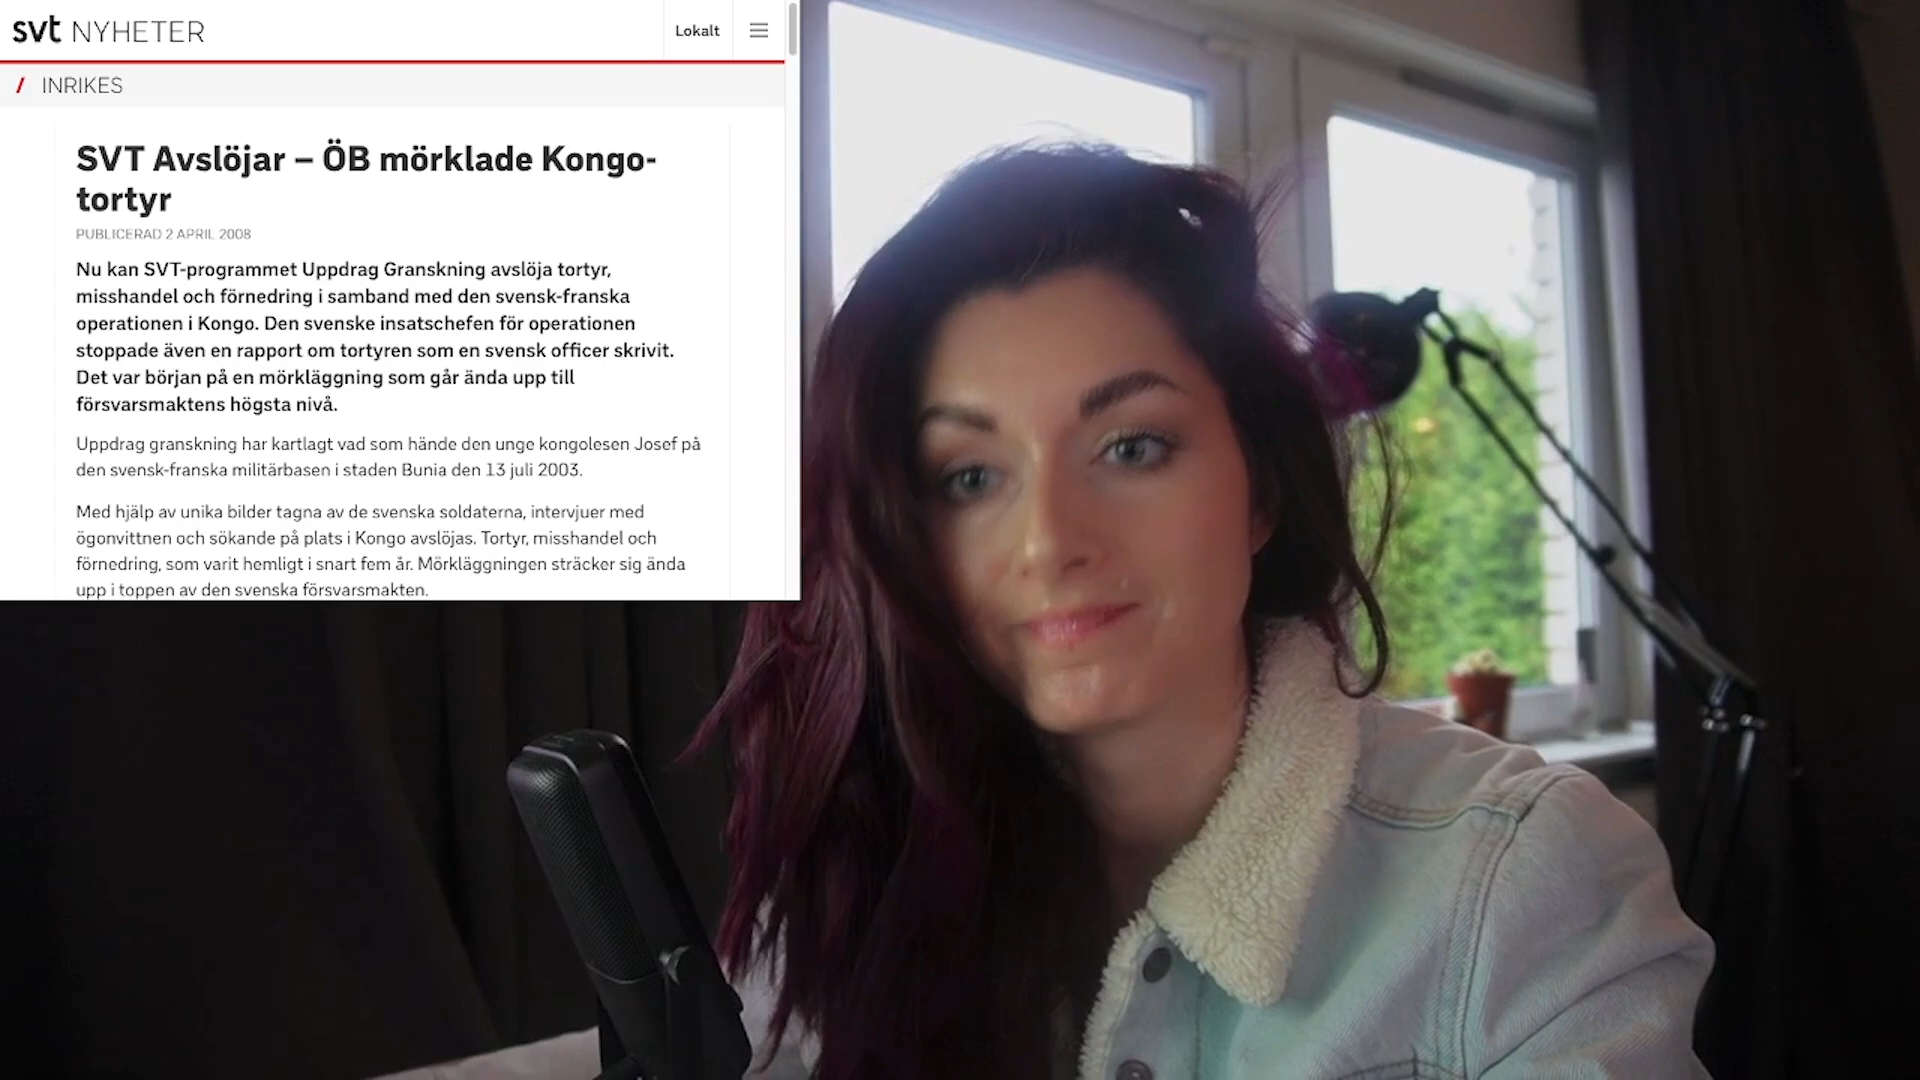 svt NYHETER
Lokalt
/ INRIKES
SVT Avslöjar – ÖB mörklade Kongo-
tortyr
PUBLICERAD 2 APRIL 2008
Nu kan SVT-programmet Uppdrag Granskning avslöja tortyr,
misshandel och förnedring i samband med den svensk-franska
operationen i Kongo. Den svenske insatschefen för operationen
stoppade även en rapport om tortyren som en svensk officer skrivit.
Det var början på en mörkläggning som går ända upp till
försvarsmaktens högsta nivå.
Uppdrag granskning har kartlagt vad som hände den unge kongolesen Josef på
den svensk-franska militärbasen i staden Bunia den 13 juli 2003.
Med hjälp av unika bilder tagna av de svenska soldaterna, intervjuer med
ögonvittnen och sökande på plats i Kongo avslöjas. Tortyr, misshandel och
förnedring, som varit hemligt i snart fem år. Mörkläggningen sträcker sig ända
upp i toppen av den svenska försvarsmakten.